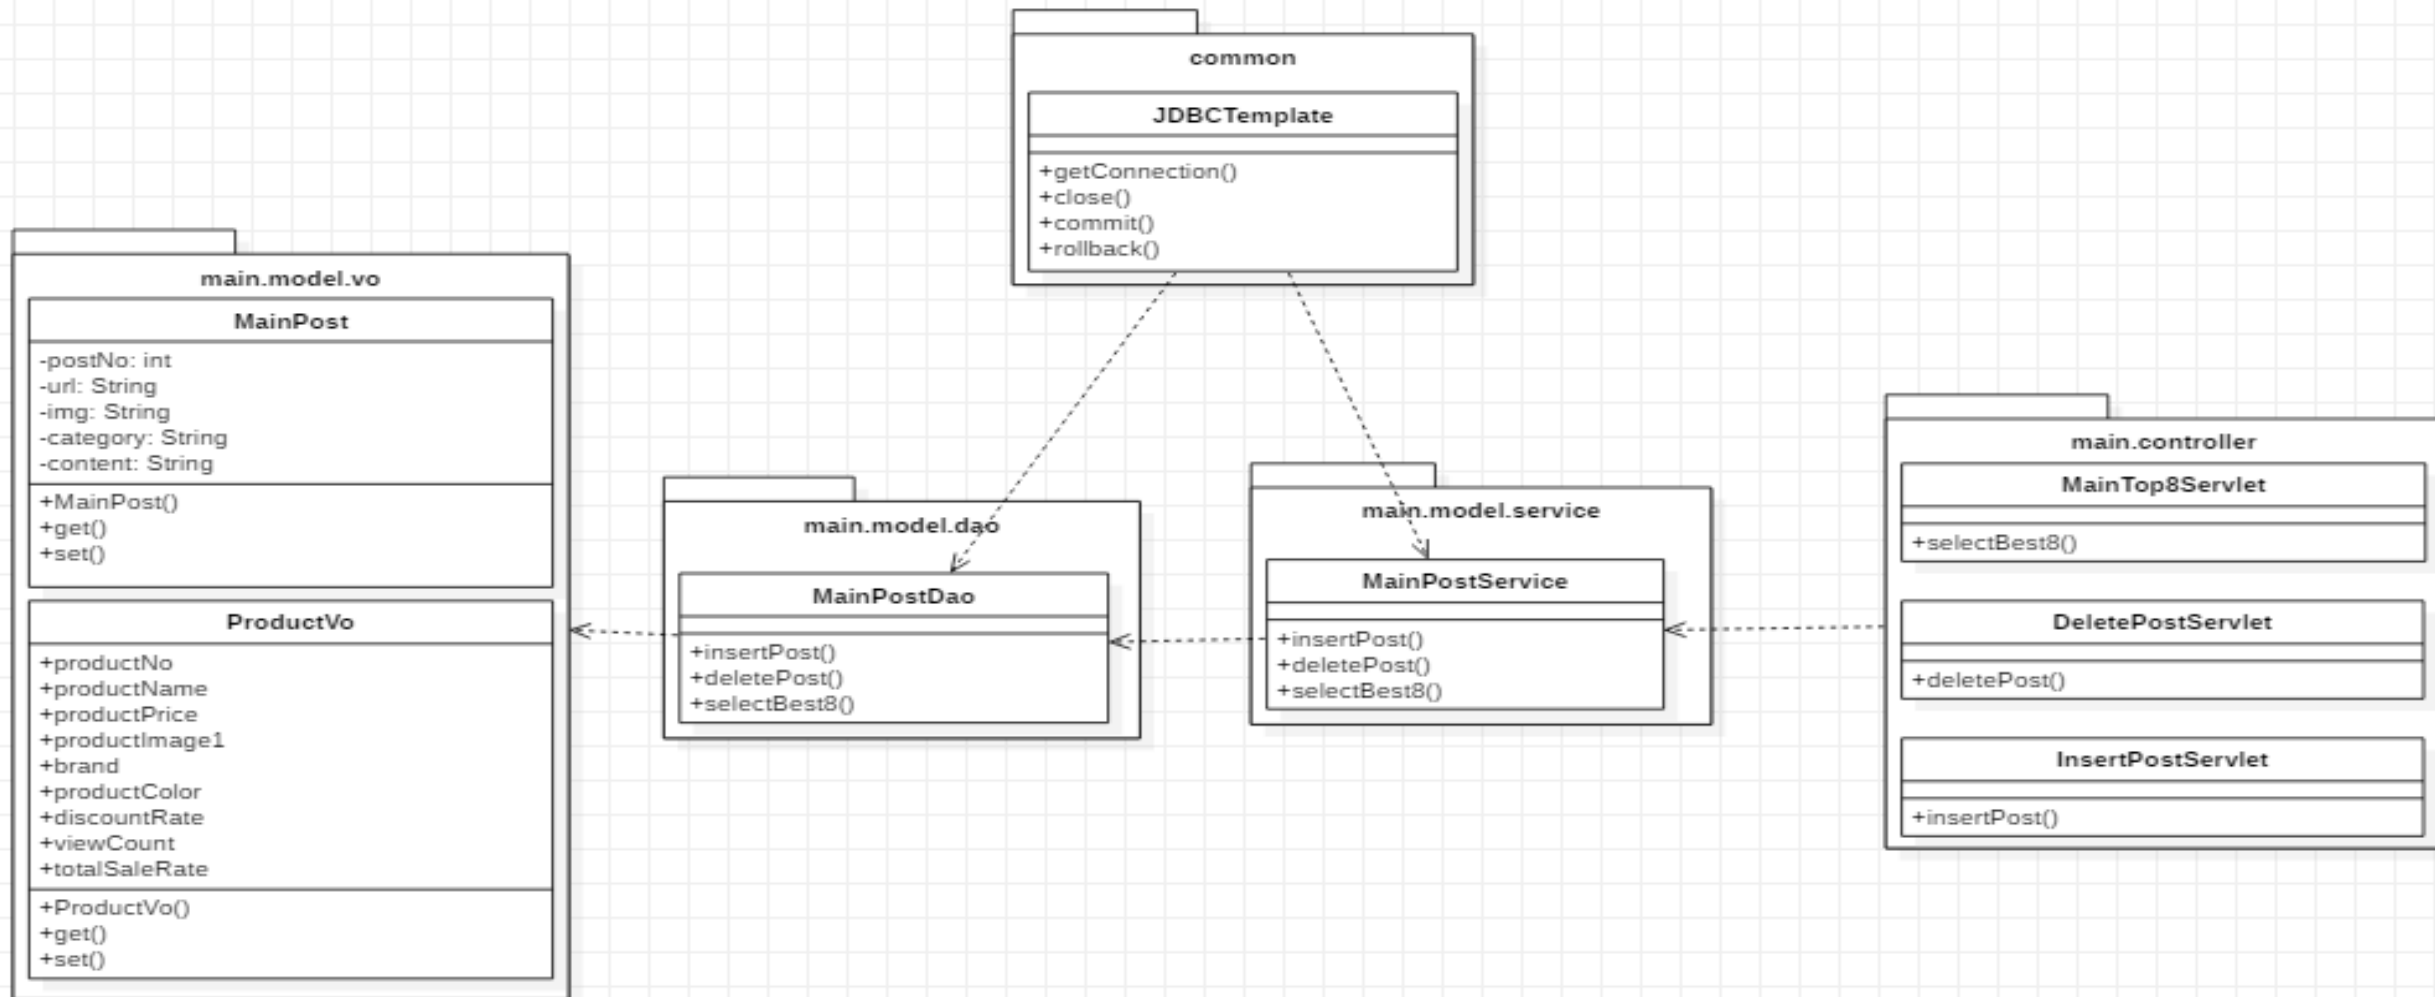 common
JDBCTemplate
+getConnection()
+close()
+commit()
+rollback()
main.model.vo
MainPost
-postNo: int
-url: String
-img: String
-category: String
-content: String
+MainPost()
+get()
+set()
ProductVo
+productNo
+productName
+productPrice
+productImage1
+brand
+productColor
+discountRate
+viewCount
+totalSaleRate
+ProductVo()
+get()
+set()
main.model.dao
MainPostDao
+insertPost()
+deletePost()
+selectBest8()
main.model.service
MainPostService
+insertPost()
+deletePost()
+selectBest8()
main.controller
MainTop8Servlet
+selectBest8()
DeletePostServlet
+deletePost()
InsertPostServlet
+insertPost()